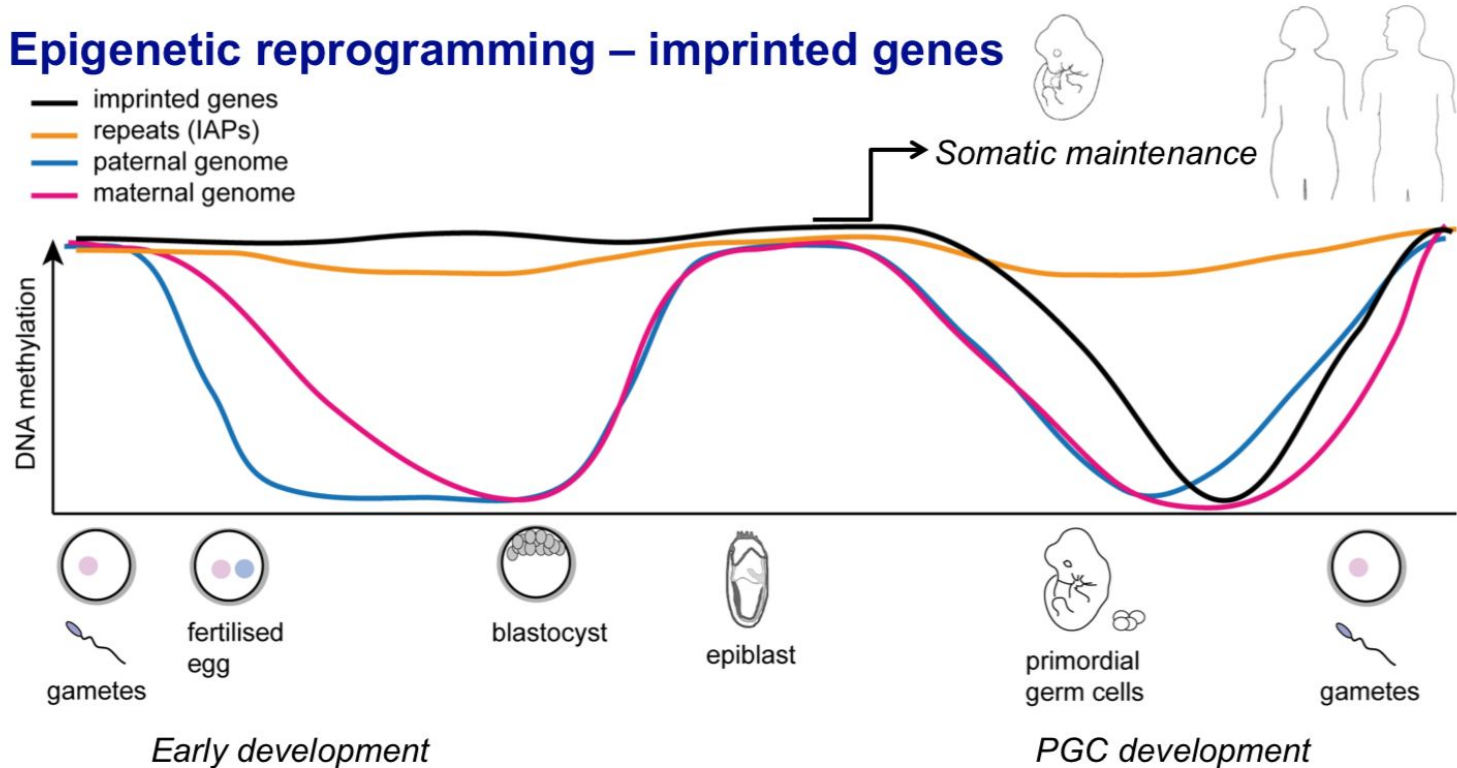 Epigenetic reprogramming – imprinted genes
imprinted genes
repeats (IAPs)
paternal genome
maternal genome
Somatic maintenance
DNA methylation
gametes
fertilised
egg
blastocyst
epiblast
primordial
germ cells
gametes
Early development
PGC development